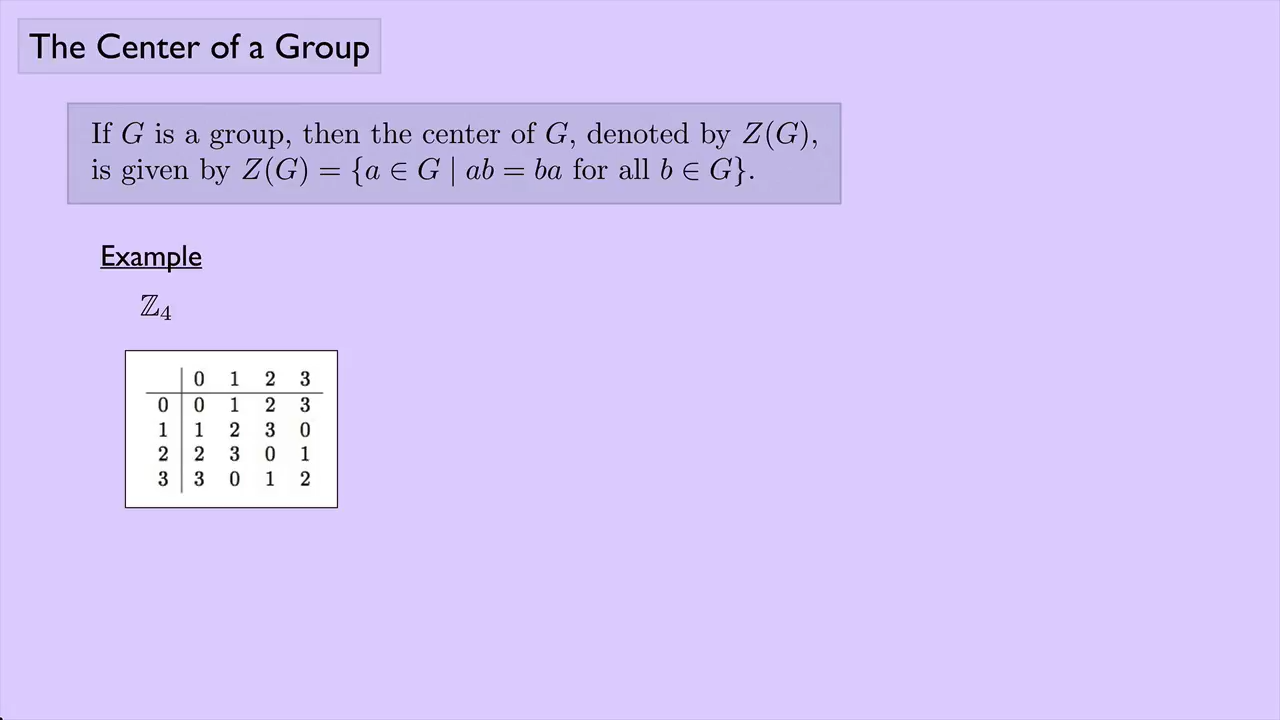 The Center of a Group
If G is a group, then the center of G, denoted by Z(G),
is given by Z(G) = {a ∈ G | ab = ba for all b ∈ G}.
Example
ℤ₄
0 1 2 3
0 0 1 2 3
1 1 2 3 0
2 2 3 0 1
3 3 0 1 2